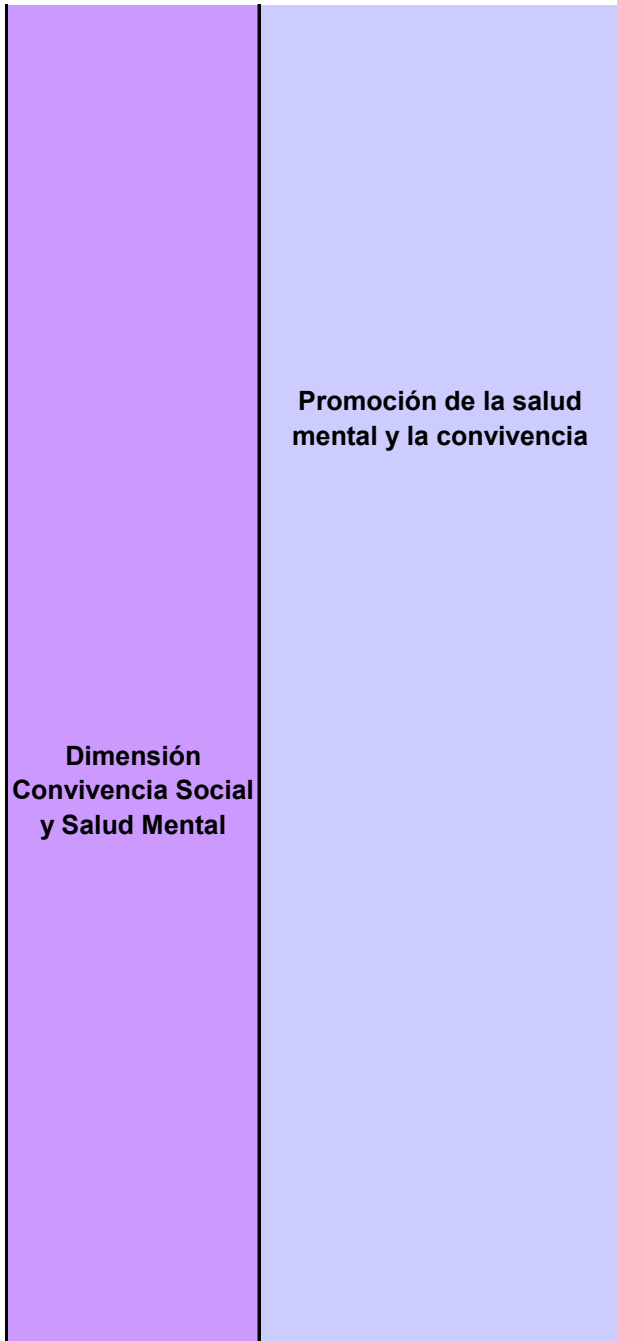 Promoción de la salud
mental y la convivencia
Dimensión
Convivencia Social
y Salud Mental